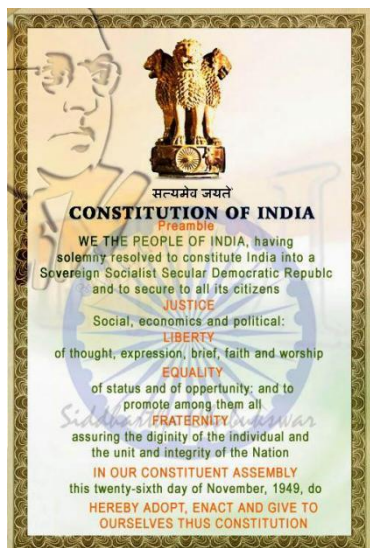 सत्यमेव जयते
CONSTITUTION OF INDIA
Preamble
WE THE PEOPLE OF INDIA, having
solemny resolved to constitute India into a
Sovereign Socialist Secular Democratic Republc
and to secure to all its citizens
JUSTICE
Social, economics and political:
LIBERTY
of thought, expression, brief, faith and worship
EQUALITY
of status and of opportunity; and to
promote among them all
FRATERNITY
assuring the diginity of the individual and
the unit and integrity of the Nation
IN OUR CONSTITUENT ASSEMBLY
this twenty-sixth day of November, 1949, do
HEREBY ADOPT, ENACT AND GIVE TO
OURSELVES THUS CONSTITUTION